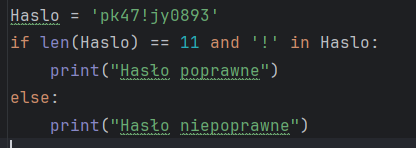 Haslo = 'pk47!jy0893'
if len(Haslo) == 11 and '!' in Haslo:
    print("Hasło poprawne")
else:
    print("Hasło niepoprawne")